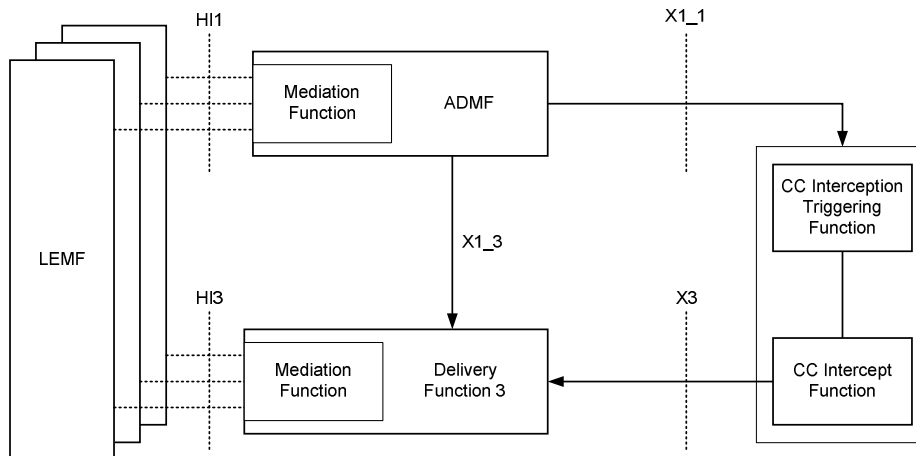 HI1
X1_1
Mediation
Function
ADMF
CC Interception
Triggering
Function
LEMF
X1_3
HI3
X3
Mediation
Function
Delivery
Function 3
CC Intercept
Function